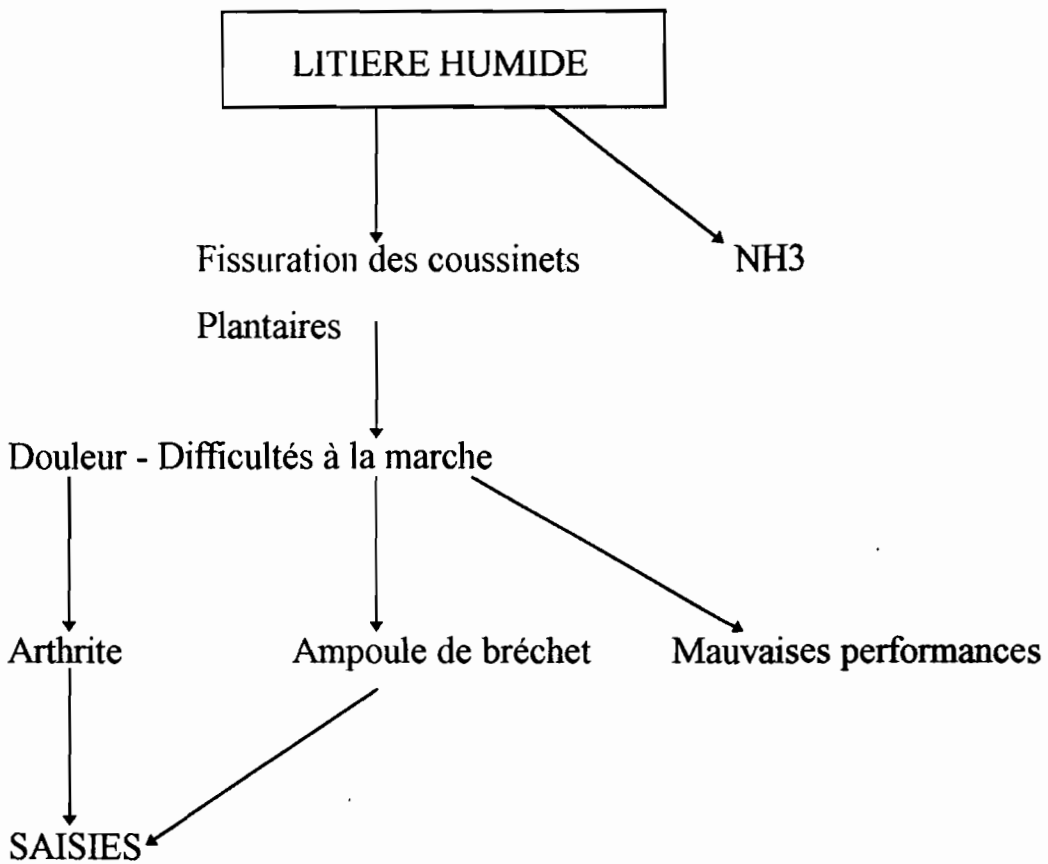 LITIERE HUMIDE
Fissuration des coussinets
Plantaires
NH3
Douleur - Difficultés à la marche
Arthrite
Ampoule de bréchet
Mauvaises performances
SAISIES